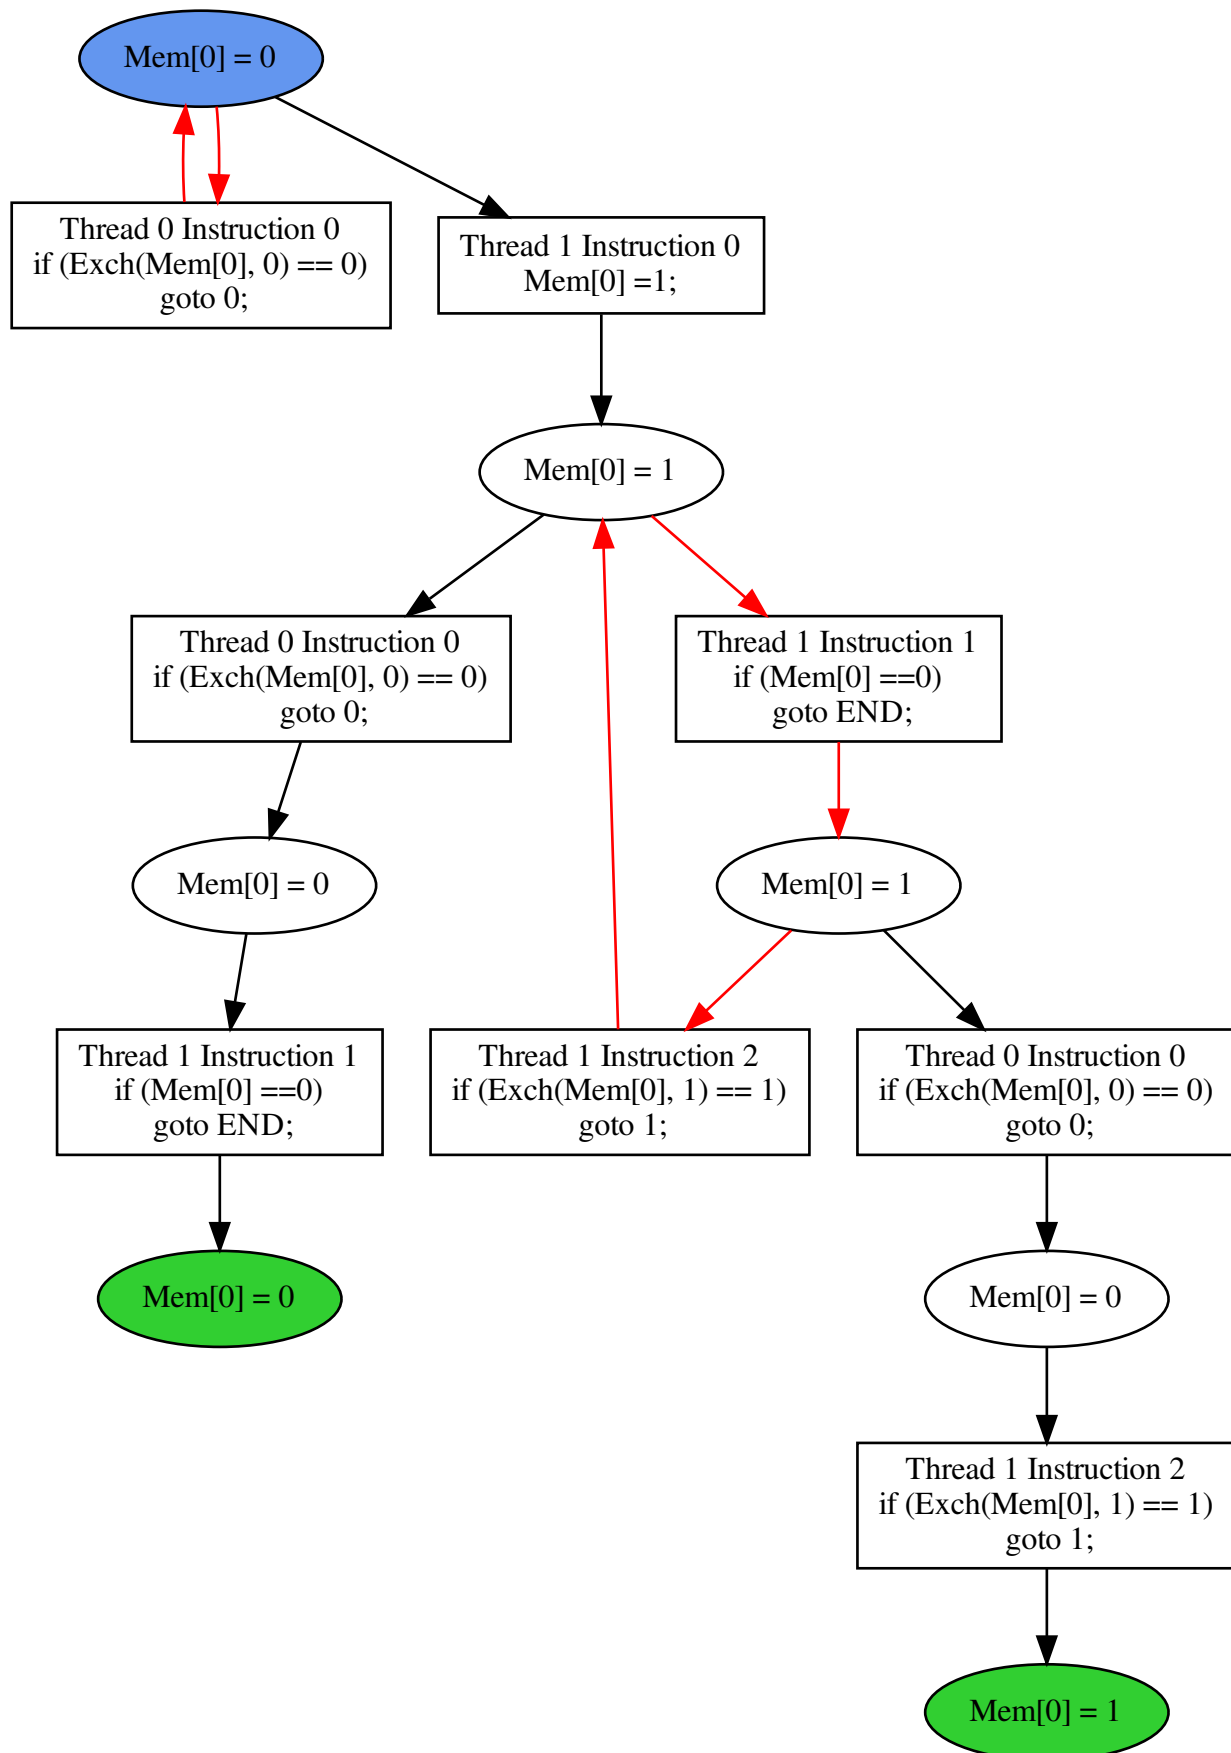 Mem[0] = 0
Thread 0 Instruction 0
if (Exch(Mem[0], 0) == 0)
goto 0;
Thread 1 Instruction 0
Mem[0] =1;
Mem[0] = 1
Thread 0 Instruction 0
if (Exch(Mem[0], 0) == 0)
goto 0;
Thread 1 Instruction 1
if (Mem[0] ==0)
goto END;
Mem[0] = 0
Mem[0] = 1
Thread 1 Instruction 1
if (Mem[0] ==0)
goto END;
Thread 1 Instruction 2
if (Exch(Mem[0], 1) == 1)
goto 1;
Thread 0 Instruction 0
if (Exch(Mem[0], 0) == 0)
goto 0;
Mem[0] = 0
Mem[0] = 0
Thread 1 Instruction 2
if (Exch(Mem[0], 1) == 1)
goto 1;
Mem[0] = 1